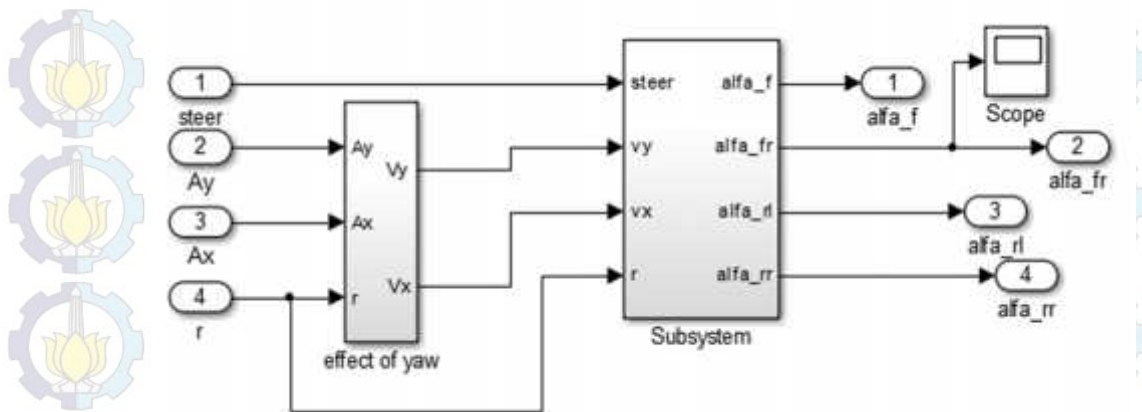 1
steer
2
Ay
3
Ax
4
r
Ay
Ax
r
Vy
Vx
effect of yaw
steer
vy
vx
r
alfa_f
alfa_fr
alfa_rl
alfa_rr
Subsystem
1
alfa_f
Scope
2
alfa_fr
3
alfa_rl
4
alfa_rr